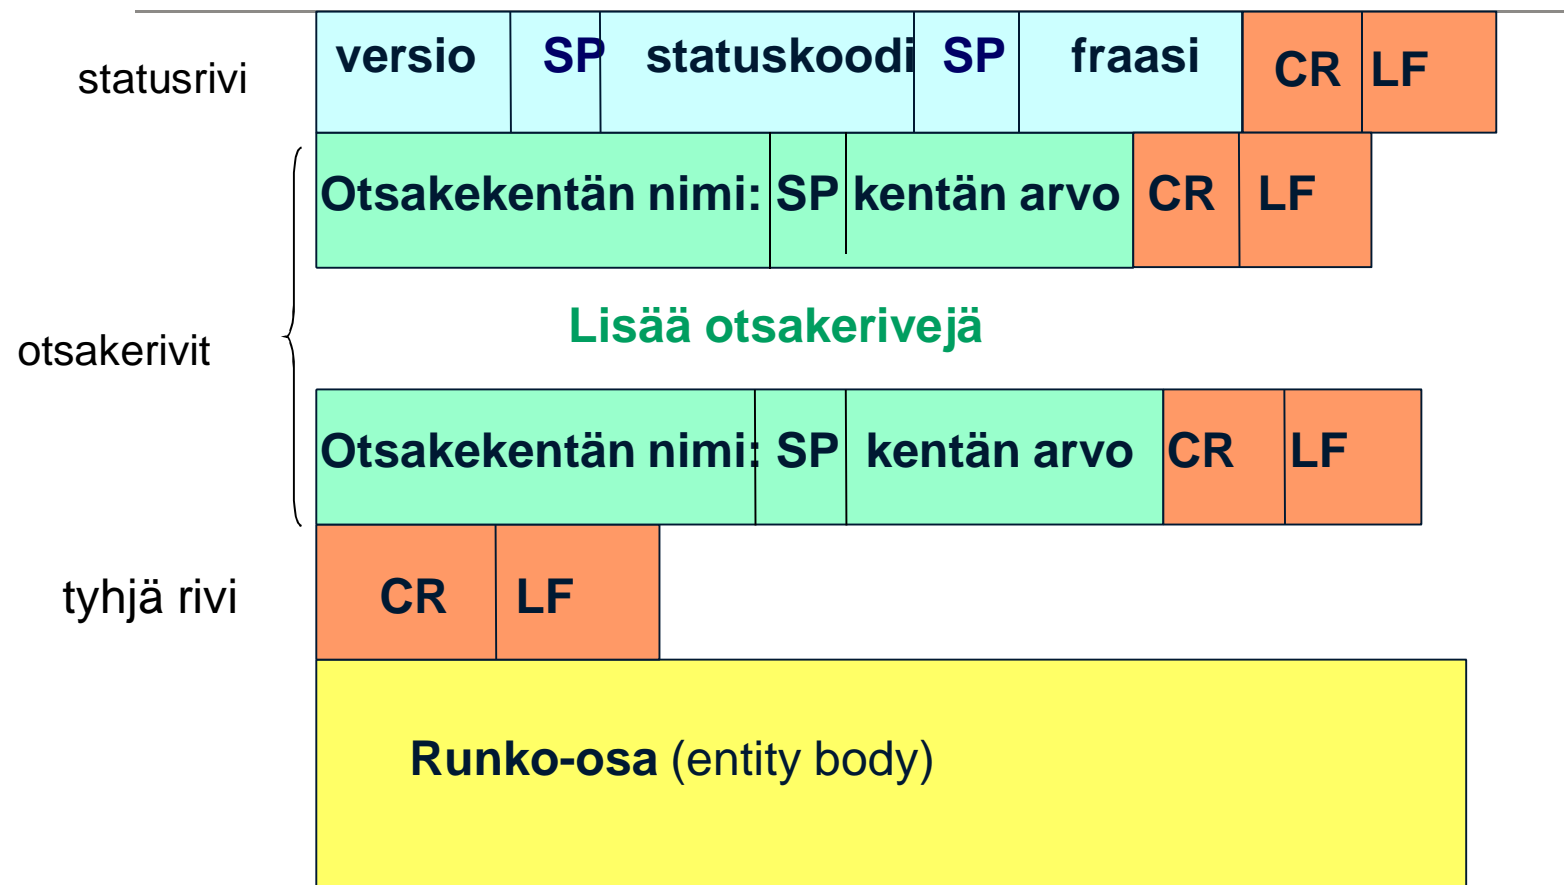 statusrivi versio SP statuskoodi SP fraasi CR LF
Otsakekentän nimi: SP kentän arvo CR LF
Lisää otsakerivejä
otsakerivit
Otsakekentän nimi: SP kentän arvo CR LF
tyhjä rivi CR LF
Runko-osa (entity body)